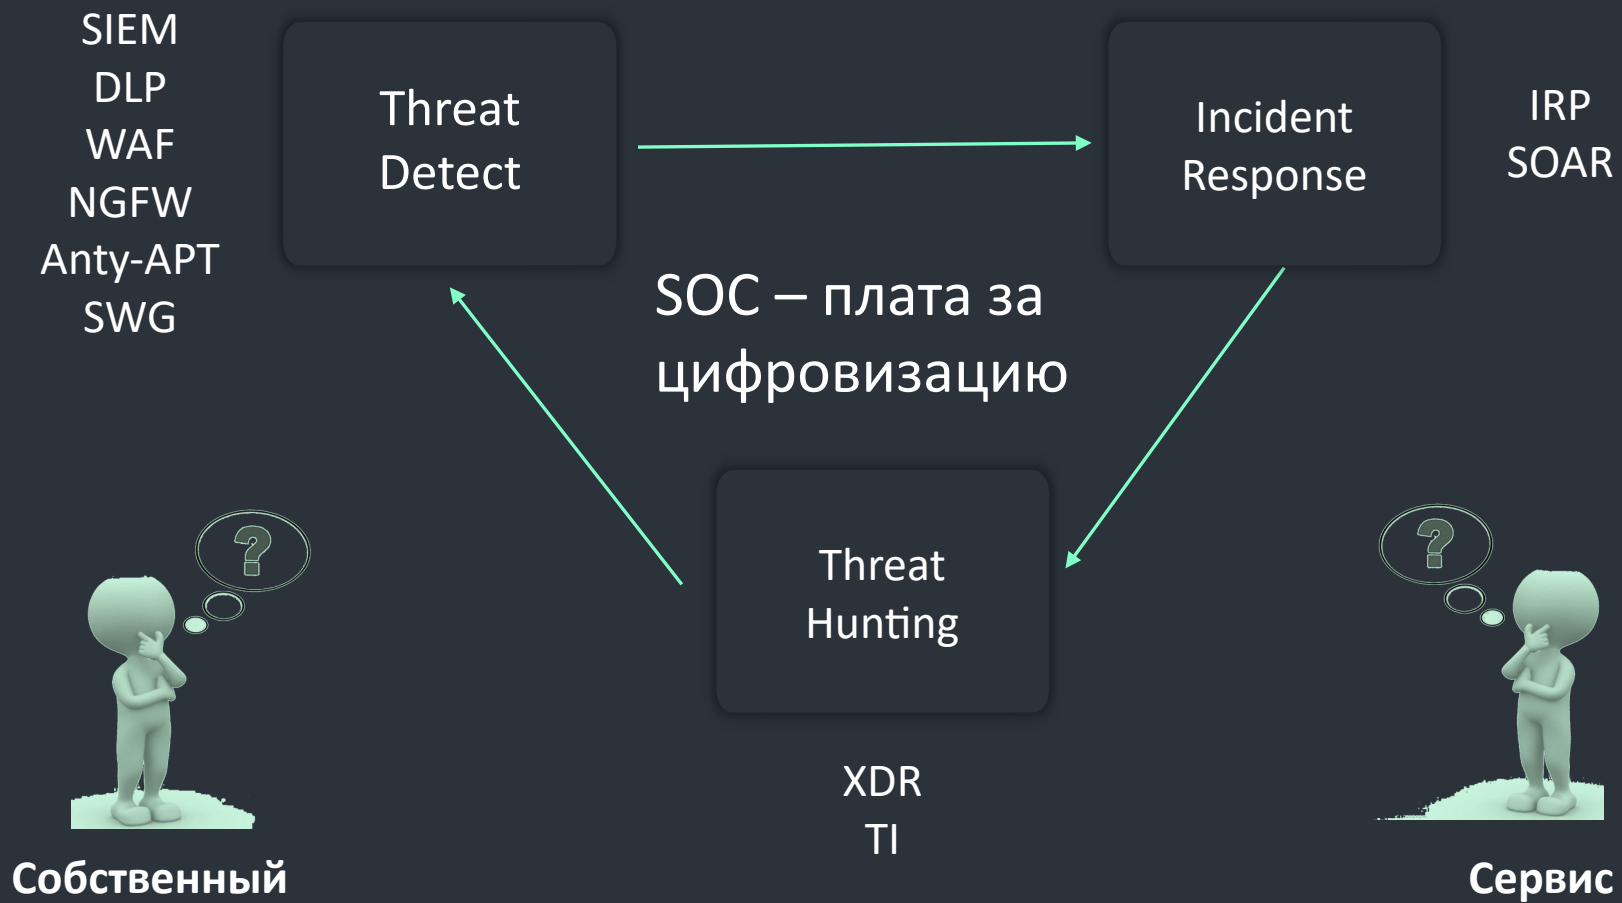 SIEM
DLP
WAF
NGFW
Anty-APT
SWG
Threat
Detect
Incident
Response
IRP
SOAR
SOC – плата за
цифровизацию
?
?
Threat
Hunting
XDR
TI
Собственный
Сервис